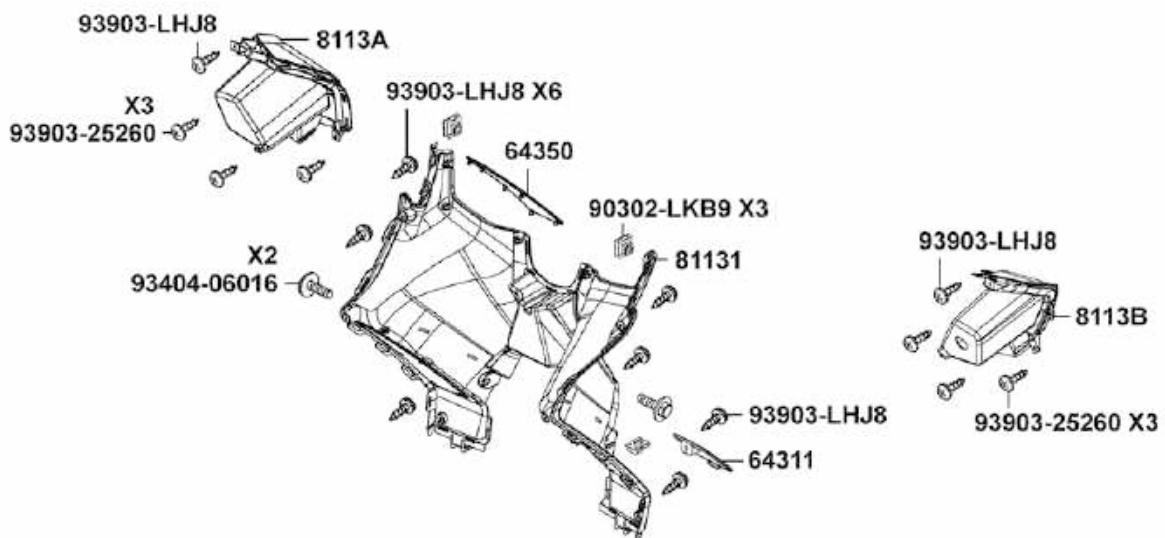 93903-LHJ8
8113A
93903-LHJ8 X6
X3
93903-25260
64350
90302-LKB9 X3
X2
93404-06016
81131
93903-LHJ8
8113B
93903-LHJ8
93903-25260 X3
64311